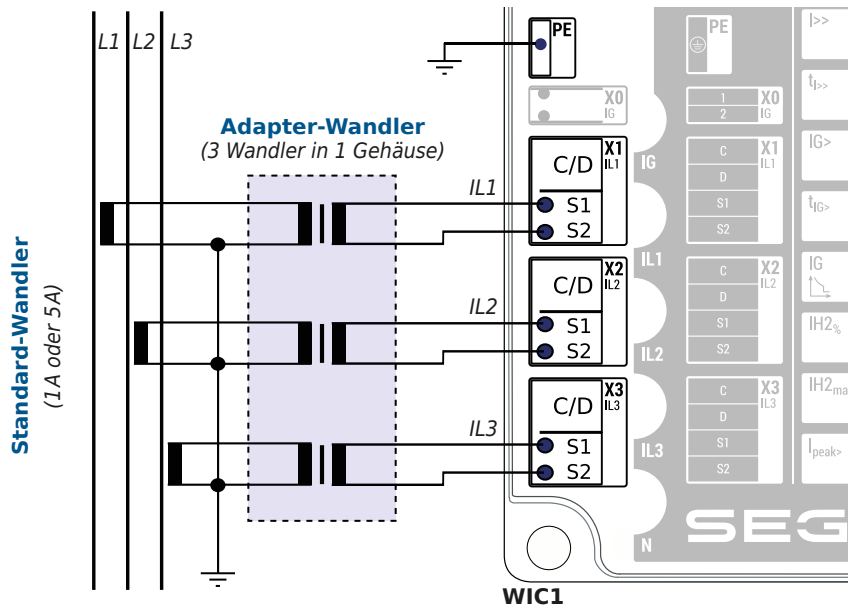 L1 L2 L3
Adapter-Wandler
(3 Wandler in 1 Gehäuse)
Standard-Wandler
(1A oder 5A)
IL1
IL2
IL3
PE
X0
IG
X1
IL1
C/D
S1
S2
X2
IL2
C/D
S1
S2
X3
IL3
C/D
S1
S2
IG
IL1
IL2
IL3
N
PE
1
2
X0
IG
C
D
S1
S2
X1
IL1
C
D
S1
S2
X2
IL2
C
D
S1
S2
X3
IL3
I>>
tI>>
IG>
tIG>
IG
IH2%
IH2ma
Ipeak>
SEG
WIC1